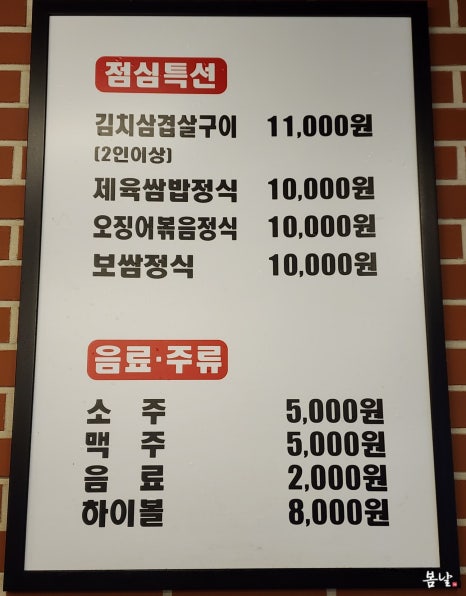 점심특선
김치삼겹살구이 11,000원
(2인이상)
제육쌈밥정식 10,000원
오징어볶음정식 10,000원
보쌈정식 10,000원
음료·주류
소 주 5,000원
맥 주 5,000원
음 료 2,000원
하이볼 8,000원
봄날